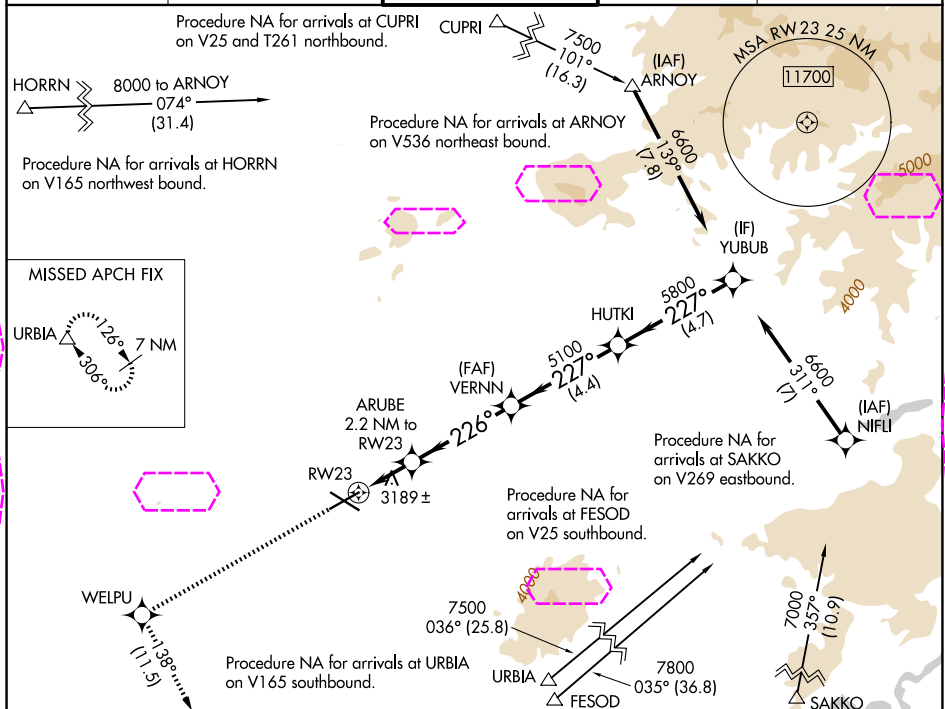 Procedure NA for arrivals at CUPRI
on V25 and T261 northbound.
CUPRI
7500
101°
(16.3)
(IAF)
ARNOY
MSA RW23 25 NM
11700
HORRN
8000 to ARNOY
074°
(31.4)
Procedure NA for arrivals at ARNOY
on V536 northeast bound.
6600
139°
(7.8)
Procedure NA for arrivals at HORRN
on V165 northwest bound.
5000
(IF)
YUBUB
MISSED APCH FIX
URBIA
126°
7 NM
306°
4000
HUTKI
5800
227°
(4.7)
5100
227°
(4.4)
(FAF)
VERNN
226°
6600
311°
(7)
(IAF)
NIFLI
ARUBE
2.2 NM to
RW23
RW23
3189 ±
Procedure NA for
arrivals at SAKKO
on V269 eastbound.
Procedure NA for
arrivals at FESOD
on V25 southbound.
4000
WELPU
138°
(11.5)
7500
036° (25.8)
7000
357°
(10.9)
Procedure NA for arrivals at URBIA
on V165 southbound.
URBIA
FESOD
7800
035° (36.8)
SAKKO